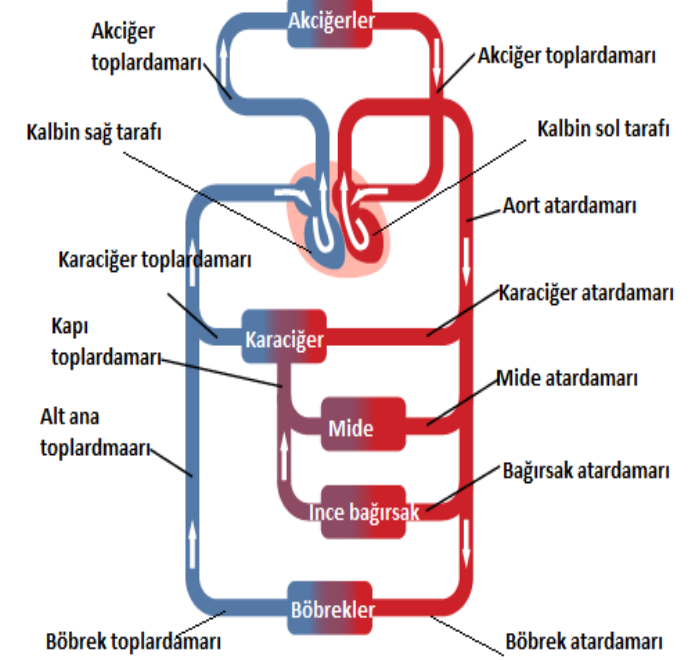 Akciğerler
Akciğer
toplardamarı
Akciğer toplardamarı
Kalbin sağ tarafı
Kalbin sol tarafı
Aort atardamarı
Karaciğer toplardamarı
Karaciğer atardamarı
Karaciğer
Kapı
toplardamarı
Mide atardamarı
Mide
Alt ana
toplardmaarı
Bağırsak atardamarı
İnce bağırsak
Böbrekler
Böbrek toplardamarı
Böbrek atardamarı